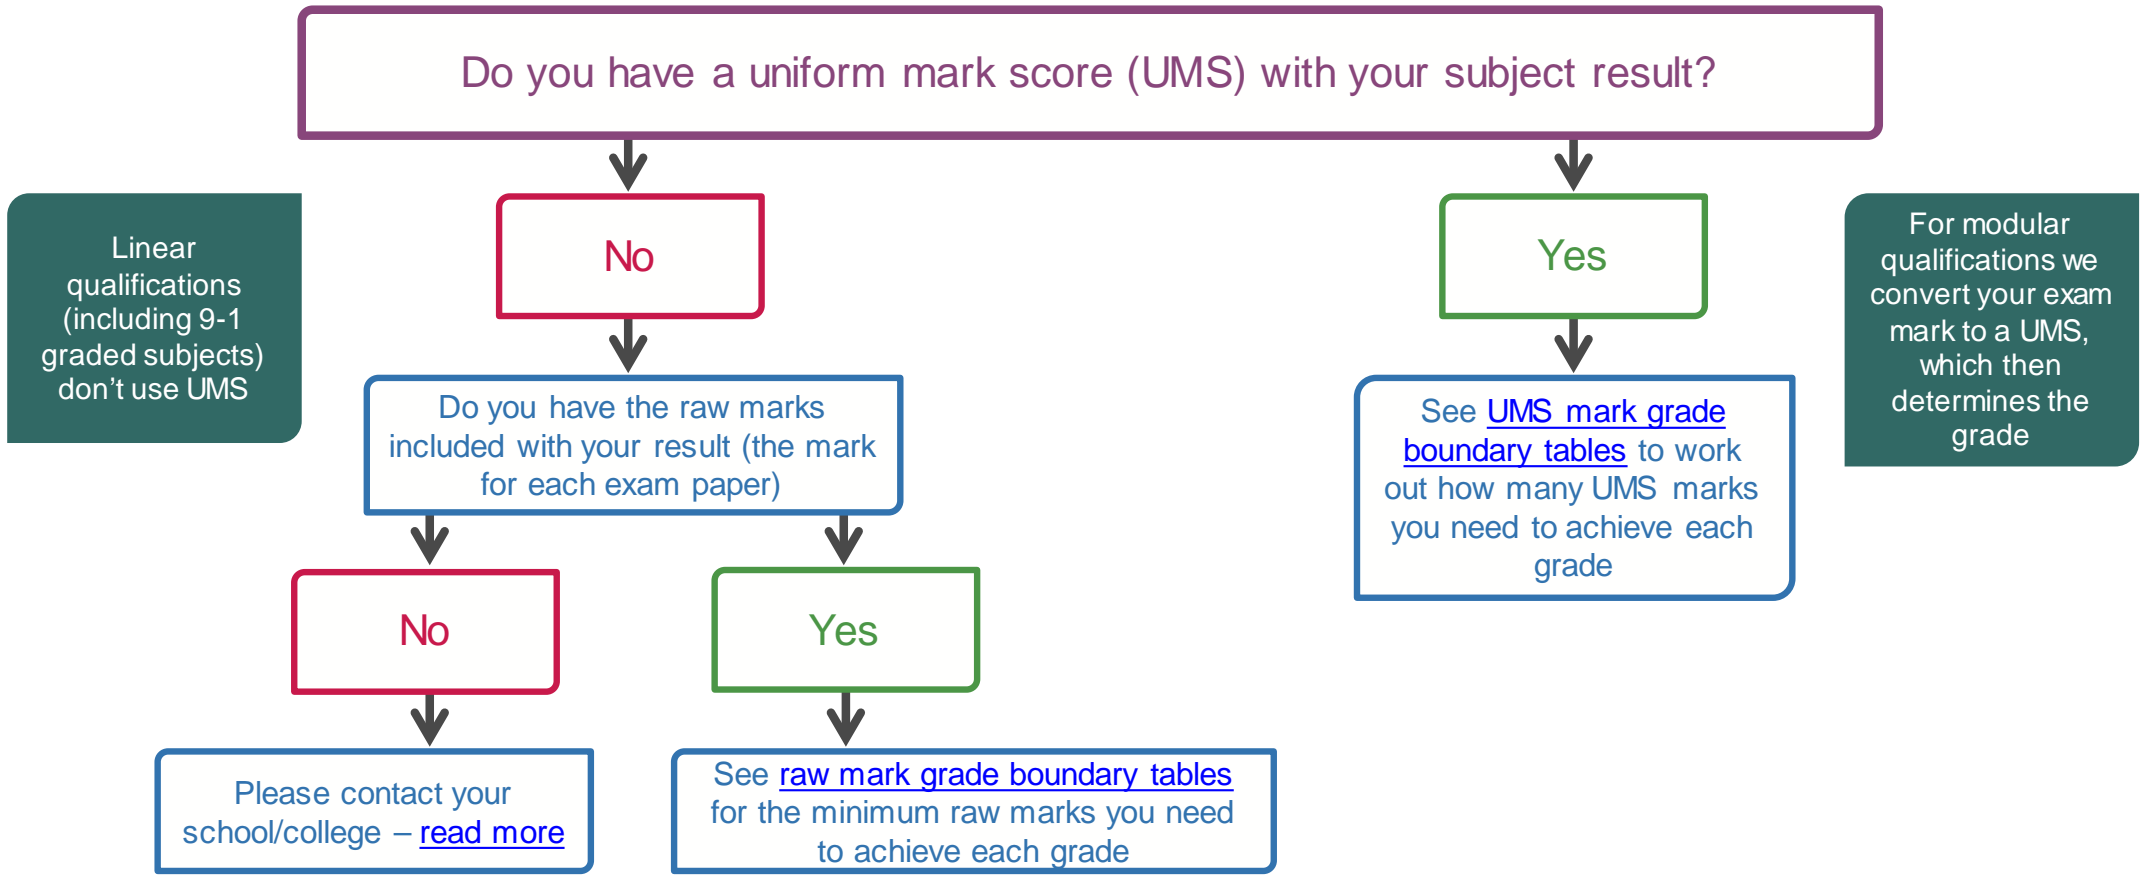 Do you have a uniform mark score (UMS) with your subject result?
Linear
qualifications
(including 9-1
graded subjects)
don't use UMS
No
Yes
For modular
qualifications we
convert your exam
mark to a UMS,
which then
determines the
grade
Do you have the raw marks
included with your result (the mark
for each exam paper)
See UMS mark grade
boundary tables to work
out how many UMS marks
you need to achieve each
grade
No
Yes
Please contact your
school/college – read more
See raw mark grade boundary tables
for the minimum raw marks you need
to achieve each grade